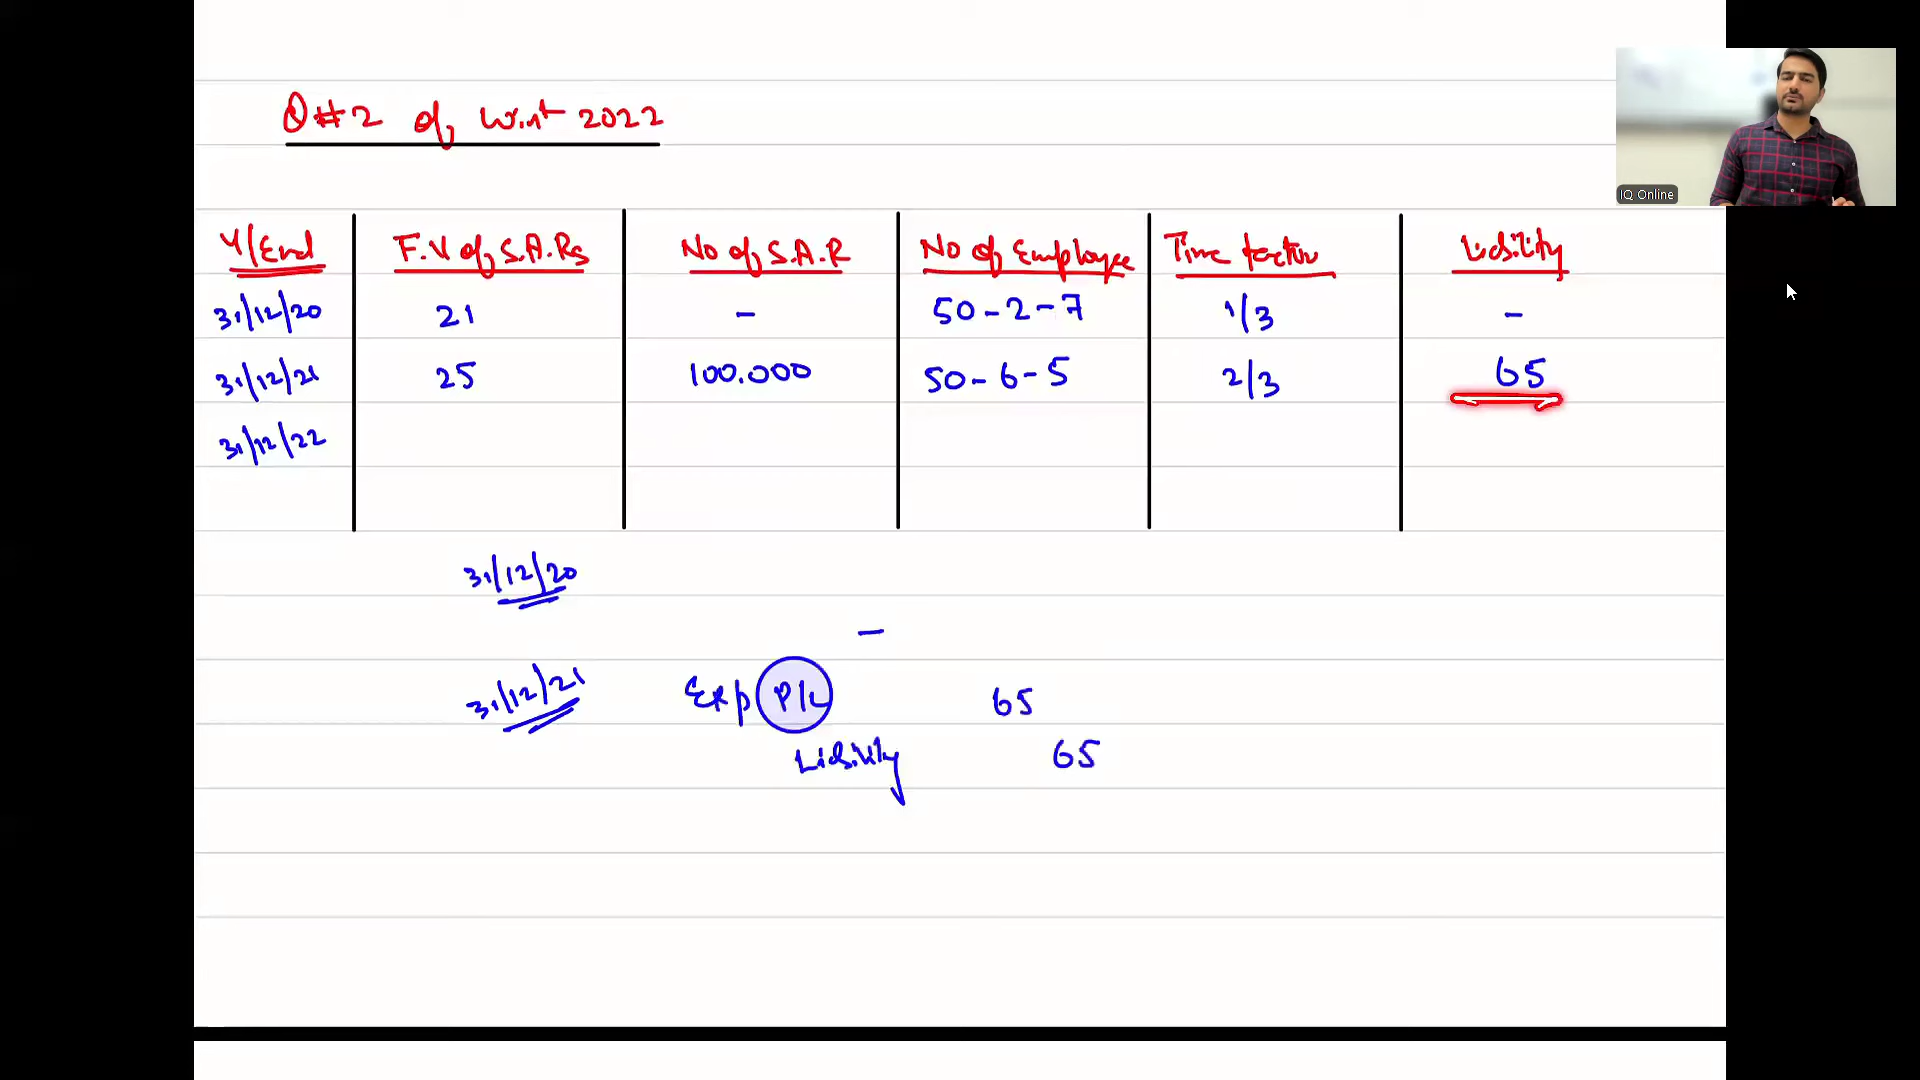 Q#2 of Wint 2022
IQ Online
Y/End F.V of S.A.Rs No of S.A.R No of Employee Time factor Liability
31/12/20 21 - 50-2-7 1/3 -
31/12/21 25 100.000 50-6-5 2/3 65
31/12/22
31/12/20
-
31/12/21 Exp P/L 65
Liability 65